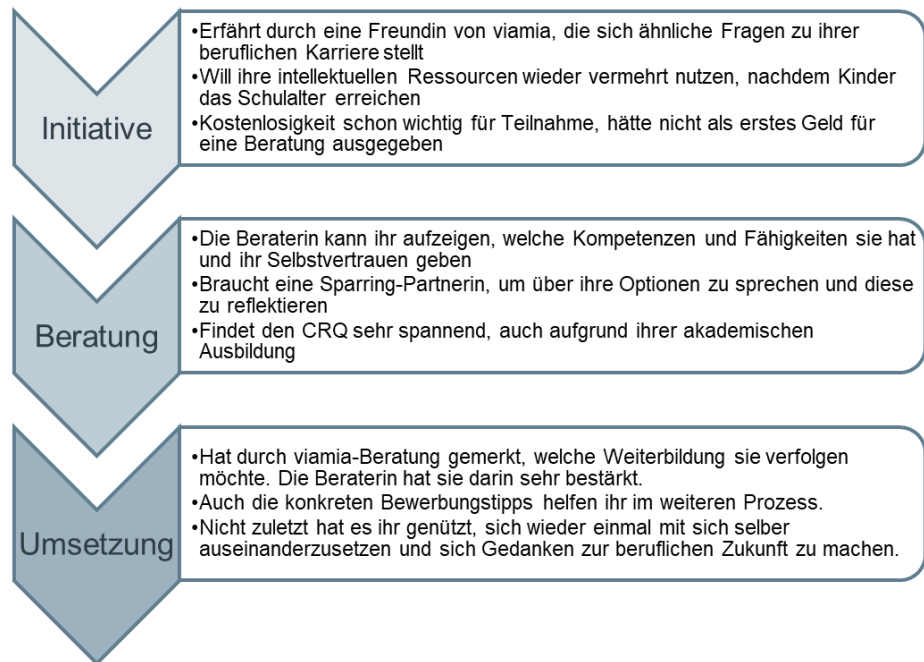 Initiative
•Erfährt durch eine Freundin von viamia, die sich ähnliche Fragen zu ihrer
beruflichen Karriere stellt
•Will ihre intellektuellen Ressourcen wieder vermehrt nutzen, nachdem Kinder
das Schulalter erreichen
•Kostenlosigkeit schon wichtig für Teilnahme, hätte nicht als erstes Geld für
eine Beratung ausgegeben
Beratung
•Die Beraterin kann ihr aufzeigen, welche Kompetenzen und Fähigkeiten sie hat
und ihr Selbstvertrauen geben
•Braucht eine Sparring-Partnerin, um über ihre Optionen zu sprechen und diese
zu reflektieren
•Findet den CRQ sehr spannend, auch aufgrund ihrer akademischen
Ausbildung
Umsetzung
•Hat durch viamia-Beratung gemerkt, welche Weiterbildung sie verfolgen
möchte. Die Beraterin hat sie darin sehr bestärkt.
•Auch die konkreten Bewerbungstipps helfen ihr im weiteren Prozess.
•Nicht zuletzt hat es ihr genützt, sich wieder einmal mit sich selber
auseinanderzusetzen und sich Gedanken zur beruflichen Zukunft zu machen.